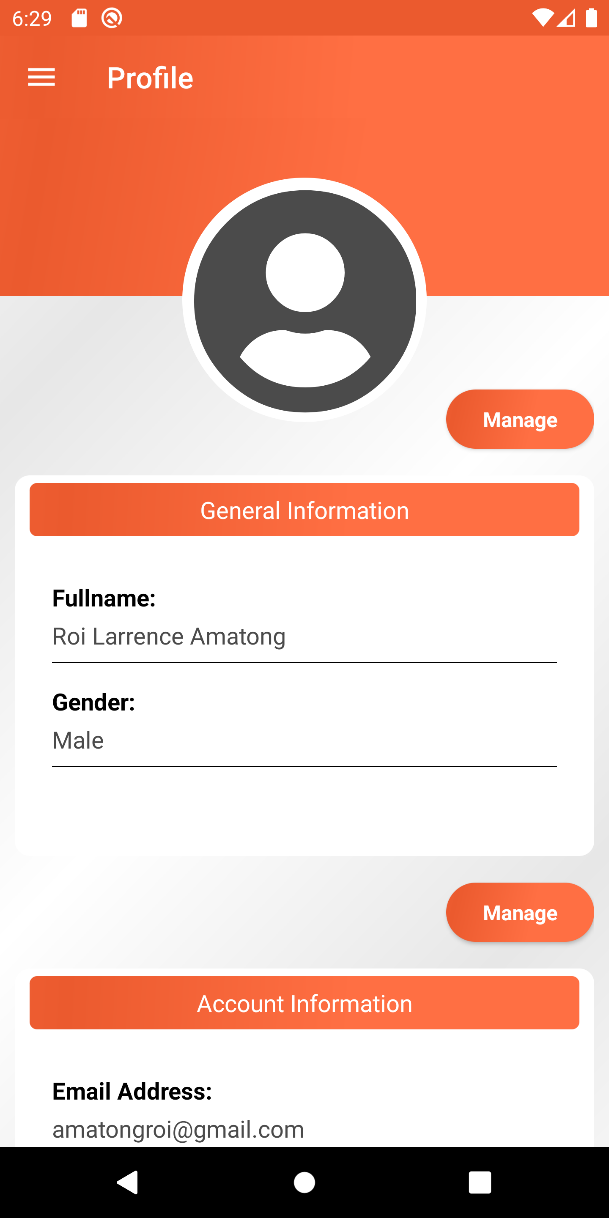 6:29
Profile
Manage
General Information
Fullname:
Roi Larrence Amatong
Gender:
Male
Manage
Account Information
Email Address:
amatongroi@gmail.com